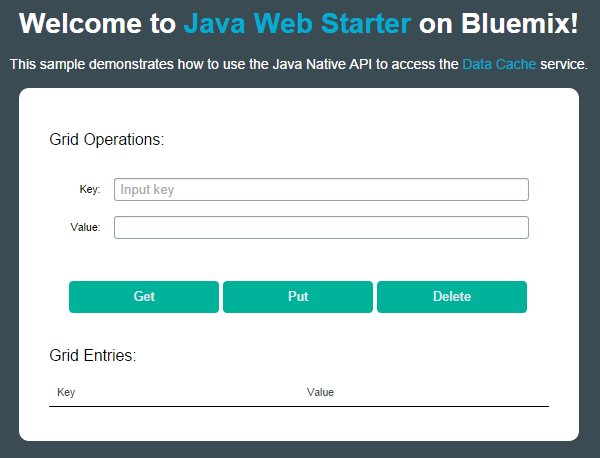 Welcome to Java Web Starter on Bluemix!
This sample demonstrates how to use the Java Native API to access the Data Cache service.
Grid Operations:
Key: Input key
Value:
Get Put Delete
Grid Entries:
Key Value